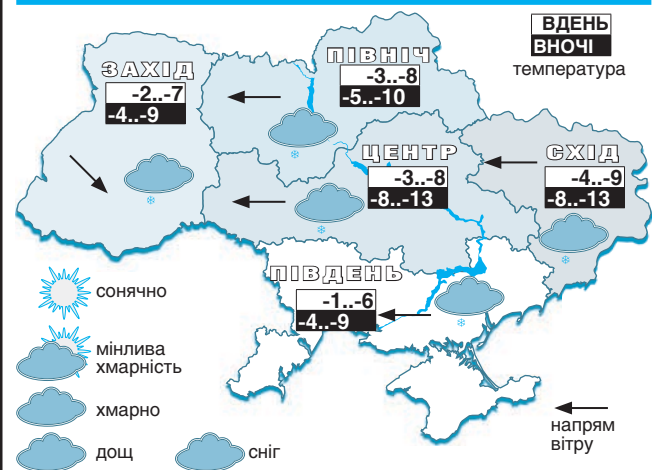 ВДЕНЬ
ВНОЧІ
температура
ПІВНІЧ
-3..-8
-5..-10
ЗАХІД
-2..-7
-4..-9
ЦЕНТР
-3..-8
-8..-13
СХІД
-4..-9
-8..-13
ПІВДЕНЬ
-1..-6
-4..-9
сонячно
мінлива
хмарність
хмарно
дощ
сніг
напрям
вітру